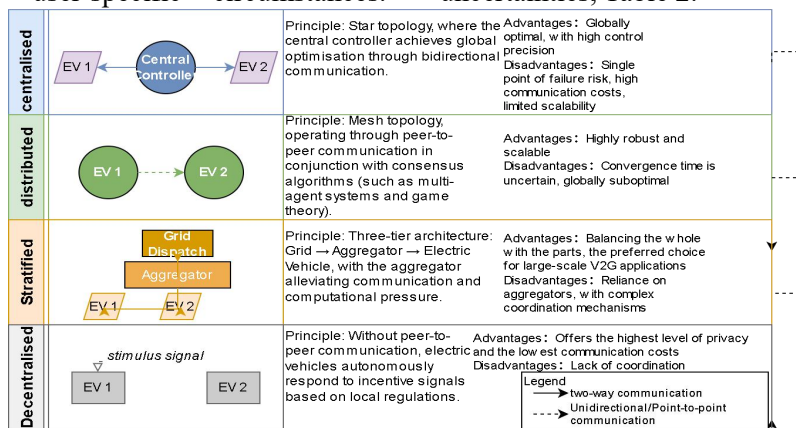 user-specific circumstances.
uncertainties, Table 2.
centralised
EV 1
Central
Controller
EV 2
Principle: Star topology, where the
central controller achieves global
optimisation through bidirectional
communication.
Advantages: Globally
optimal, with high control
precision
Disadvantages: Single
point of failure risk, high
communication costs,
limited scalability
distributed
EV 1
EV 2
Principle: Mesh topology,
operating through peer-to-
peer communication in
conjunction with consensus
algorithms (such as multi-
agent systems and game
theory).
Advantages: Highly robust and
scalable
Disadvantages: Convergence time is
uncertain, globally suboptimal
Stratified
Grid
Dispatch
Aggregator
EV 1
EV 2
Principle: Three-tier architecture:
Grid → Aggregator → Electric
Vehicle, with the aggregator
alleviating communication and
computational pressure.
Advantages: Balancing the whole
with the parts, the preferred choice
for large-scale V2G applications
Disadvantages: Reliance on
aggregators, with complex
coordination mechanisms
Decentralised
stimulus signal
EV 1
EV 2
Principle: Without peer-to-
peer communication, electric
vehicles autonomously
respond to incentive signals
based on local regulations.
Advantages: Offers the highest level of privacy
and the lowest communication costs
Disadvantages: Lack of coordination
Legend
two-way communication
Unidirectional/Point-to-point
communication